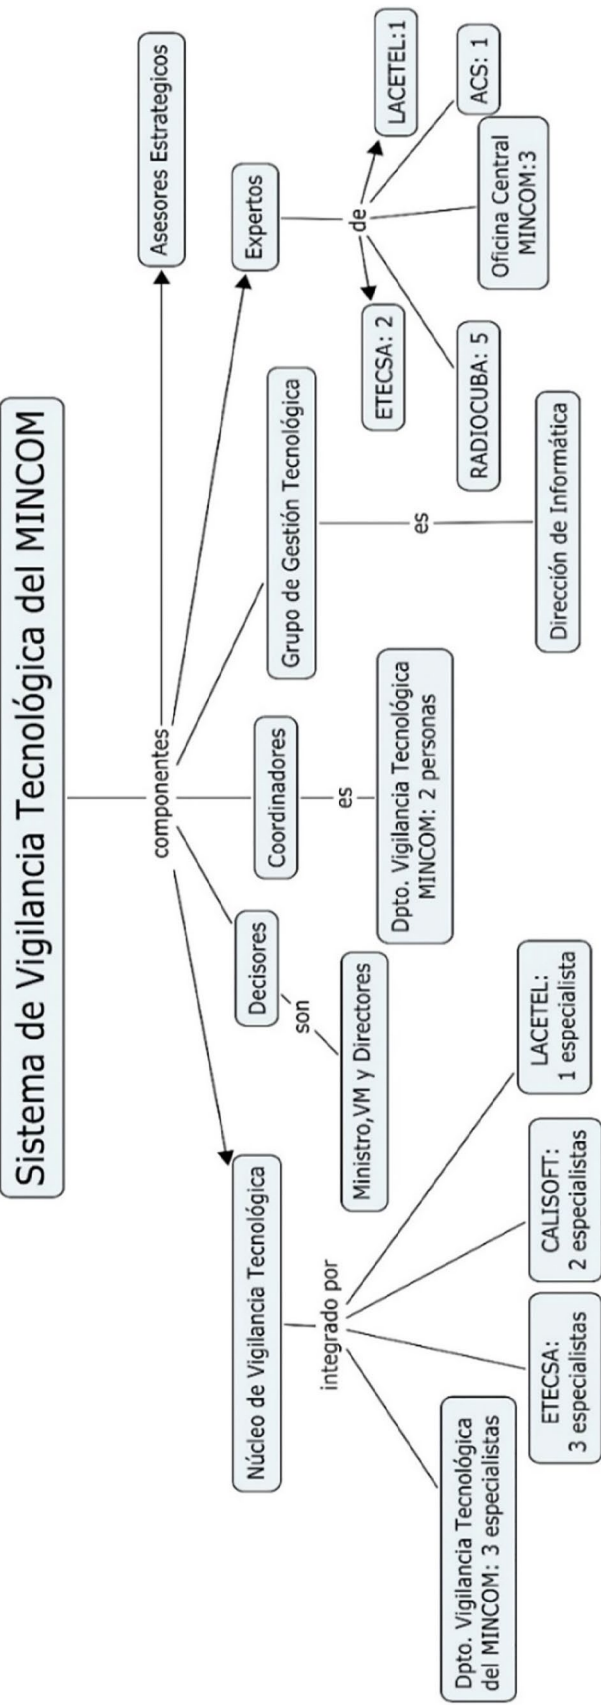 Sistema de Vigilancia Tecnológica del MINCOM
componentes
Núcleo de Vigilancia Tecnológica
integrado por
Dpto. Vigilancia Tecnológica
del MINCOM: 3 especialistas
ETECSA:
3 especialistas
CALISOFT:
2 especialistas
LACETEL:
1 especialista
Decisores
son
Ministro,VM y Directores
Coordinadores
es
Dpto. Vigilancia Tecnológica
MINCOM: 2 personas
Grupo de Gestión Tecnológica
es
Dirección de Informática
Expertos
de
ETECSA: 2
RADIOCUBA: 5
Oficina Central
MINCOM:3
ACS: 1
LACETEL:1
Asesores Estrategicos